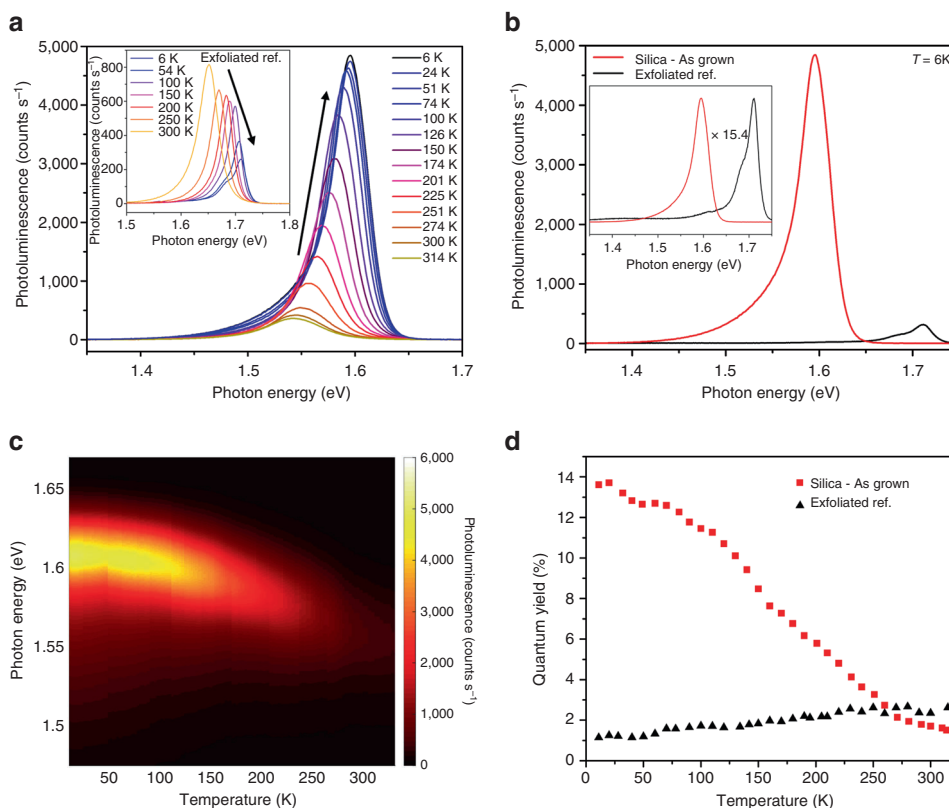 a
5,000
4,000
3,000
2,000
1,000
0
Photoluminescence (counts s⁻¹)
1.4
1.5
1.6
1.7
Photon energy (eV)
6 K
24 K
51 K
74 K
100 K
126 K
150 K
174 K
201 K
225 K
251 K
274 K
300 K
314 K
800
600
400
200
0
Photoluminescence (counts s⁻¹)
6 K
54 K
100 K
150 K
200 K
250 K
300 K
Exfoliated ref.
1.5
1.6
1.7
1.8
Photon energy (eV)
b
5,000
4,000
3,000
2,000
1,000
0
Photoluminescence (counts s⁻¹)
Silica - As grown
Exfoliated ref.
T = 6K
× 15.4
1.4
1.5
1.6
1.7
Photon energy (eV)
1.4
1.5
1.6
1.7
Photon energy (eV)
c
1.65
1.6
1.55
1.5
Photon energy (eV)
50
100
150
200
250
300
Temperature (K)
6,000
5,000
4,000
3,000
2,000
1,000
0
Photoluminescence (counts s⁻¹)
d
14
12
10
8
6
4
2
0
Quantum yield (%)
Silica - As grown
Exfoliated ref.
0
50
100
150
200
250
300
Temperature (K)